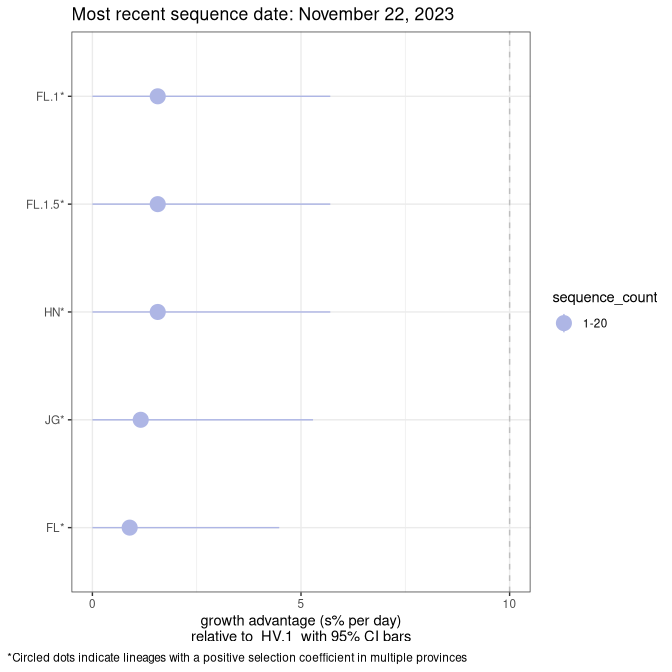 Most recent sequence date: November 22, 2023
FL.1*
FL.1.5*
HN*
JG*
FL*
sequence_count
1-20
0 5 10
growth advantage (s% per day)
relative to HV.1 with 95% CI bars
*Circled dots indicate lineages with a positive selection coefficient in multiple provinces